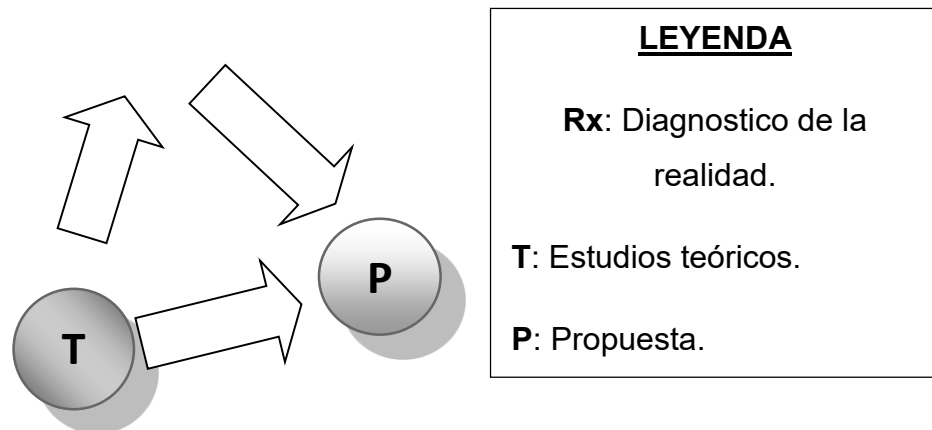 LEYENDA
Rx: Diagnostico de la
realidad.
T: Estudios teóricos.
P: Propuesta.
P
T